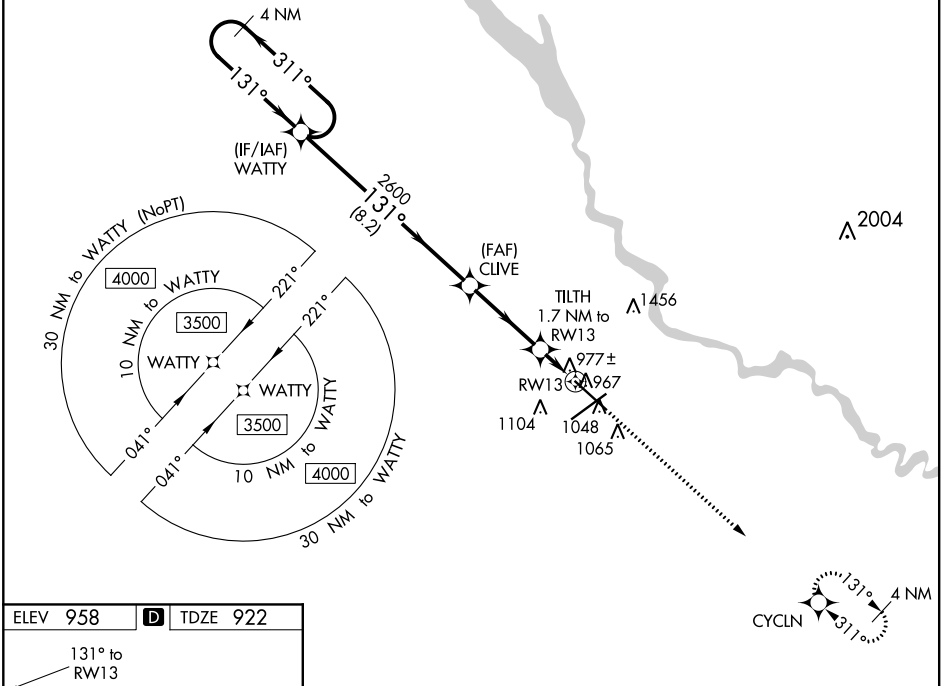 4 NM
311°
131°
(IF/IAF)
WATTY
2600
131°
(8.2)
(FAF)
CLIVE
TILTH
1.7 NM to
RW13
2004
1456
977±
RW13
967
1104
1048
1065
30 NM to WATTY (NoPT)
4000
10 NM to WATTY
3500
WATTY
221°
041°
221°
WATTY
3500
041°
10 NM to WATTY
4000
30 NM to WATTY
131°
4 NM
CYCLN
311°
ELEV 958 D TDZE 922
131° to
RW13